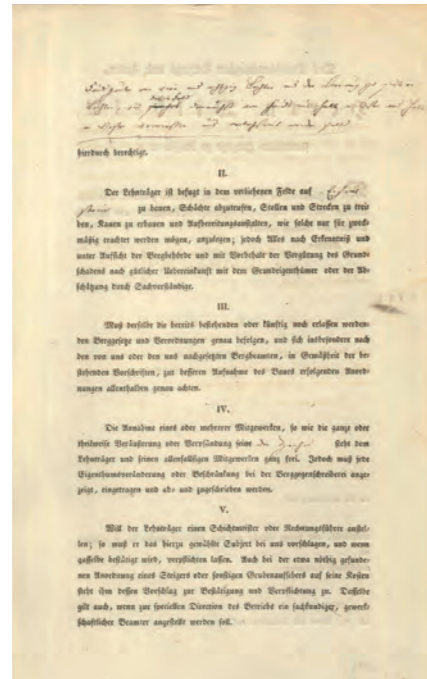 hierdurch berechtigt.
II.
Der Lehnträger ist befugt in dem verliehenen Felde auf
zu bauen, Schächte abzuteufen, Stollen und Strecken zu trei
ben, Kauen zu erbauen und Aufbereitungsanstalten, wie solche nur für zweck
mäßig erachtet werden mögen, anzulegen; jedoch Alles nach Erkenntniß und
unter Aufsicht der Bergbehörde und mit Vorbehalt der Vergütung des Grund
schadens nach gütlicher Uebereinkunft mit dem Grundeigenthümer oder der Ab
schätzung durch Sachverständige.
III.
Muß derselbe die bereits bestehenden oder künftig noch erlassen werden
den Berggesetze und Verordnungen genau befolgen, und sich insbesondere nach
den von uns oder den uns nachgesetzten Bergbeamten, in Gemäßheit der be
stehenden Vorschriften, zur besseren Aufnahme des Baues erfolgenden Anord
nungen allenthalben genau achten.
IV.
Die Annahme eines oder mehrerer Mitgewerken, so wie die ganze oder
theilweise Veräußerung oder Verpfändung seine steht dem
Lehnträger und seinen allenfallsigen Mitgewerken ganz frei. Jedoch muß jede
Eigenthumsveränderung oder Beschränkung bei der Berggegenschreiberei ange
zeigt, eingetragen und ab- und zugeschrieben werden.
V.
Will der Lehnträger einen Schichtmeister oder Rechnungsführer anstel
len; so muß er das hierzu gewählte Subject bei uns vorschlagen, und wenn
dasselbe bestätigt wird, verpflichten lassen. Auch bei der etwa nöthig gefunde
nen Anordnung eines Steigers oder sonstigen Grubenaufsehers auf seine Kosten
steht ihm dessen Vorschlag zur Bestätigung und Verpflichtung zu. Dasselbe
gilt auch, wenn zur speciellen Direction des Betriebs ein sachkundiger, gewerk
schaftlicher Beamter angestellt werden soll.